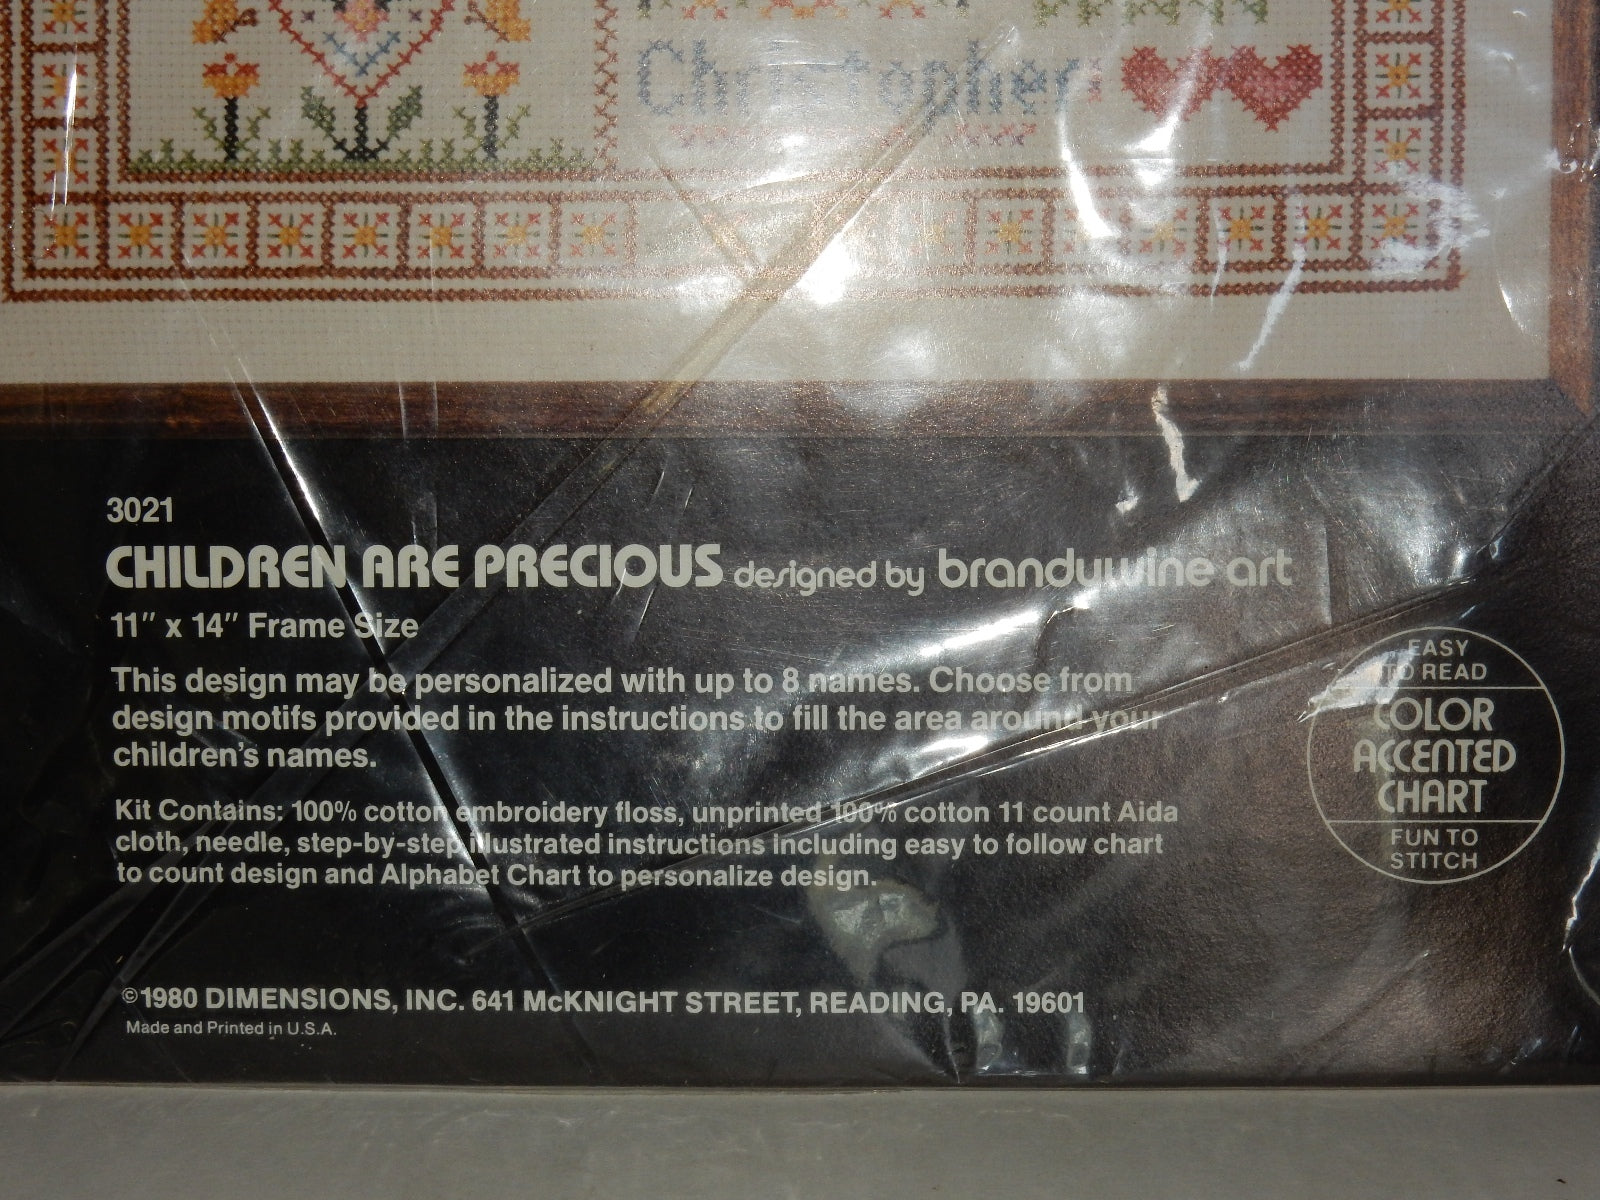 Christopher
3021
CHILDREN ARE PRECIOUS designed by brandywine art
11" x 14" Frame Size
This design may be personalized with up to 8 names. Choose from
design motifs provided in the instructions to fill the area around your
children's names.
Kit Contains: 100% cotton embroidery floss, unprinted 100% cotton 11 count Aida
cloth, needle, step-by-step illustrated instructions including easy to follow chart
to count design and Alphabet Chart to personalize design.
©1980 DIMENSIONS, INC. 641 McKNIGHT STREET, READING, PA. 19601
Made and Printed in U.S.A.
EASY
TO READ
COLOR
ACCENTED
CHART
FUN TO
STITCH